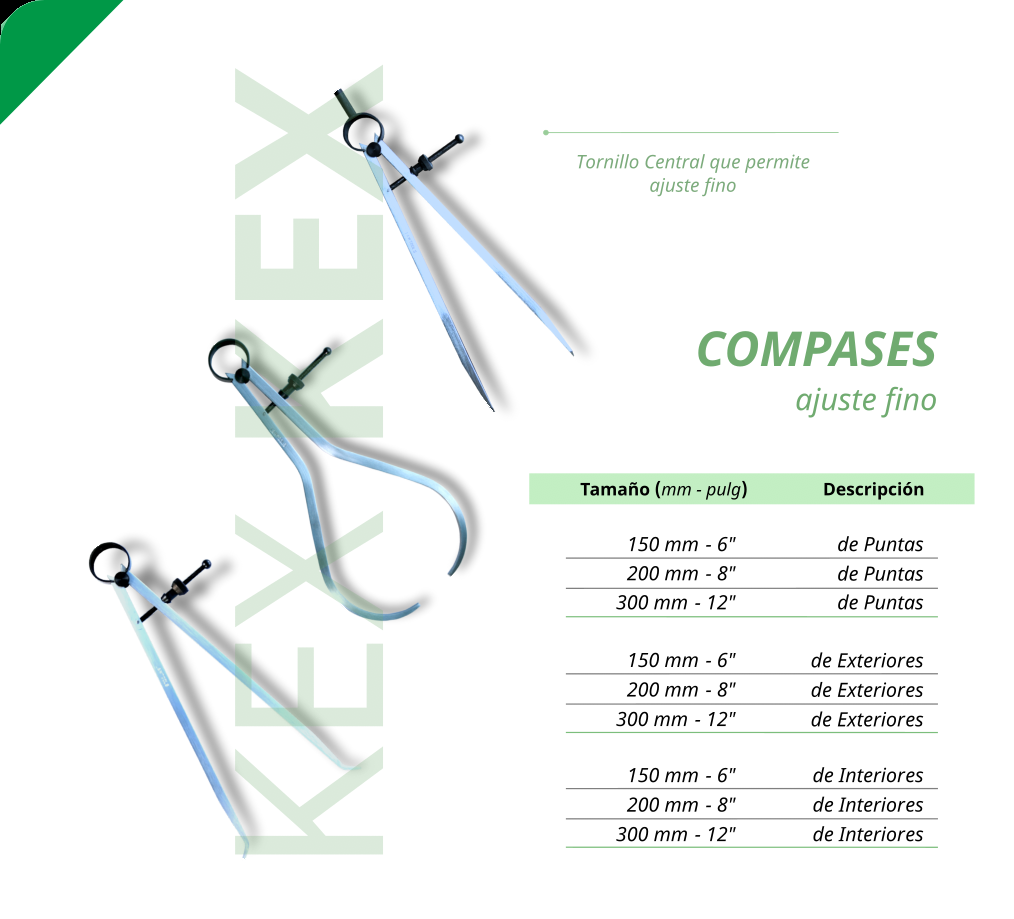 KEX KEX
Tornillo Central que permite
ajuste fino
COMPASES
ajuste fino
Tamaño (mm - pulg) Descripción
150 mm - 6" de Puntas
200 mm - 8" de Puntas
300 mm - 12" de Puntas
150 mm - 6" de Exteriores
200 mm - 8" de Exteriores
300 mm - 12" de Exteriores
150 mm - 6" de Interiores
200 mm - 8" de Interiores
300 mm - 12" de Interiores